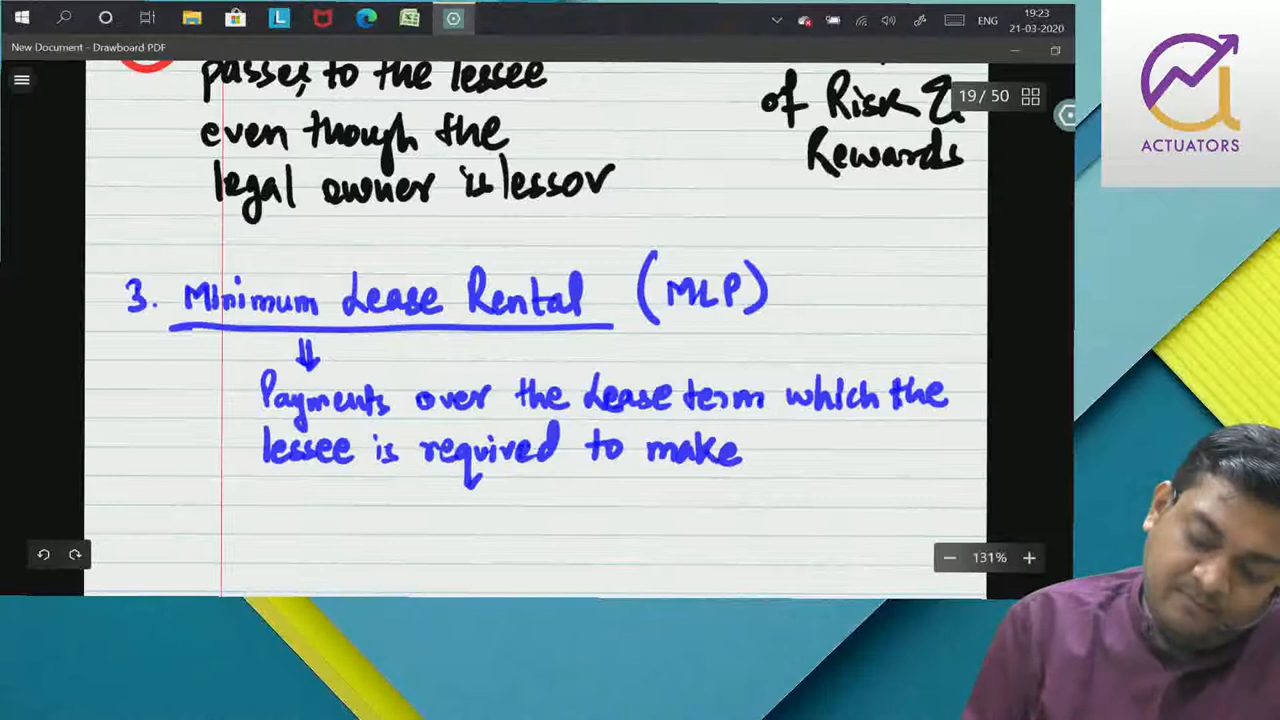 19:23
ENG
21-03-2020
New Document - Drawboard PDF
passes to the lessee
even though the
legal owner is lessor
of Risk &
Rewards
19 / 50
ACTUATORS
3. Minimum Lease Rental (MLP)
Payments over the Lease term which the
lessee is required to make
131%